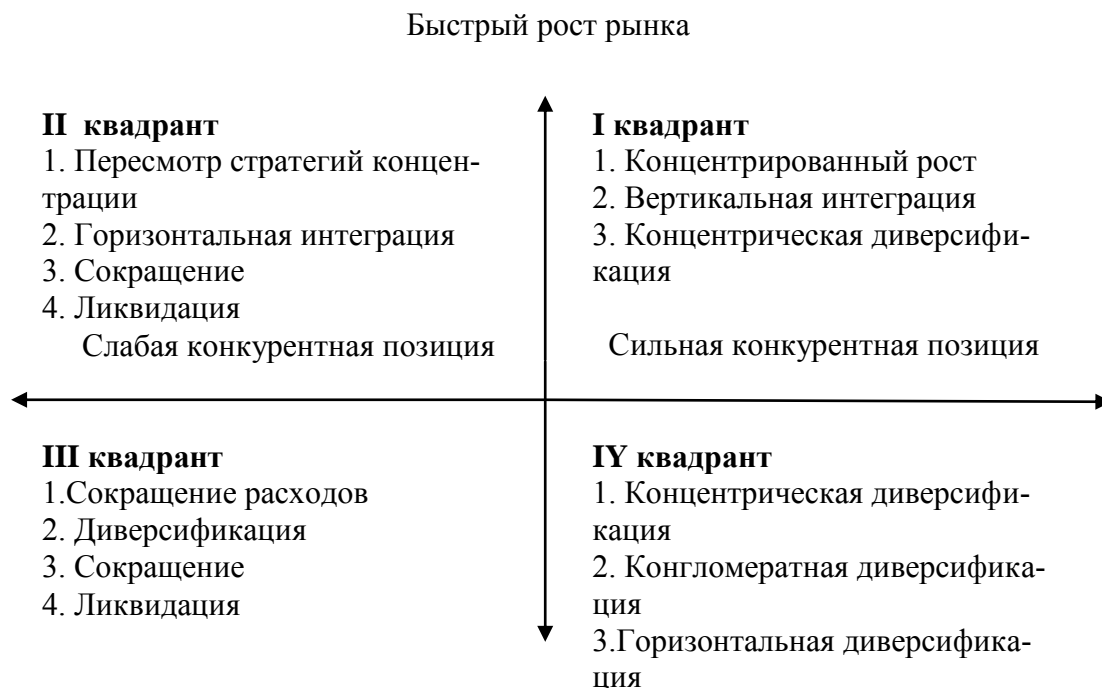 Быстрый рост рынка
II квадрант
1. Пересмотр стратегий концен-
трации
2. Горизонтальная интеграция
3. Сокращение
4. Ликвидация
Слабая конкурентная позиция
I квадрант
1. Концентрированный рост
2. Вертикальная интеграция
3. Концентрическая диверсифи-
кация
Сильная конкурентная позиция
III квадрант
1.Сокращение расходов
2. Диверсификация
3. Сокращение
4. Ликвидация
IY квадрант
1. Концентрическая диверсифи-
кация
2. Конгломератная диверсифика-
ция
3.Горизонтальная диверсифика-
ция